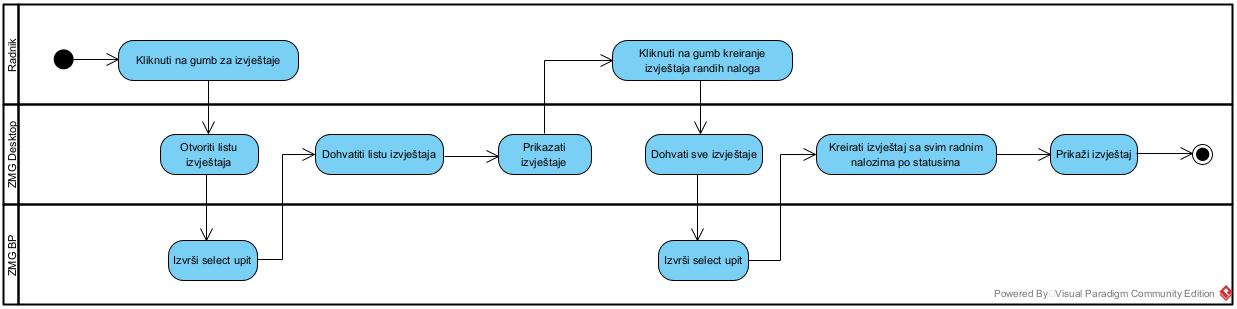 Radnik
Kliknuti na gumb za izvještaje
Kliknuti na gumb kreiranje
izvještaja randih naloga
ZMG Desktop
Otvoriti listu
izvještaja
Dohvatiti listu izvještaja
Prikazati
izvještaje
Dohvati sve izvještaje
Kreirati izvještaj sa svim radnim
nalozima po statusima
Prikaži izvještaj
ZMG BP
Izvrši select upit
Izvrši select upit
Powered By Visual Paradigm Community Edition